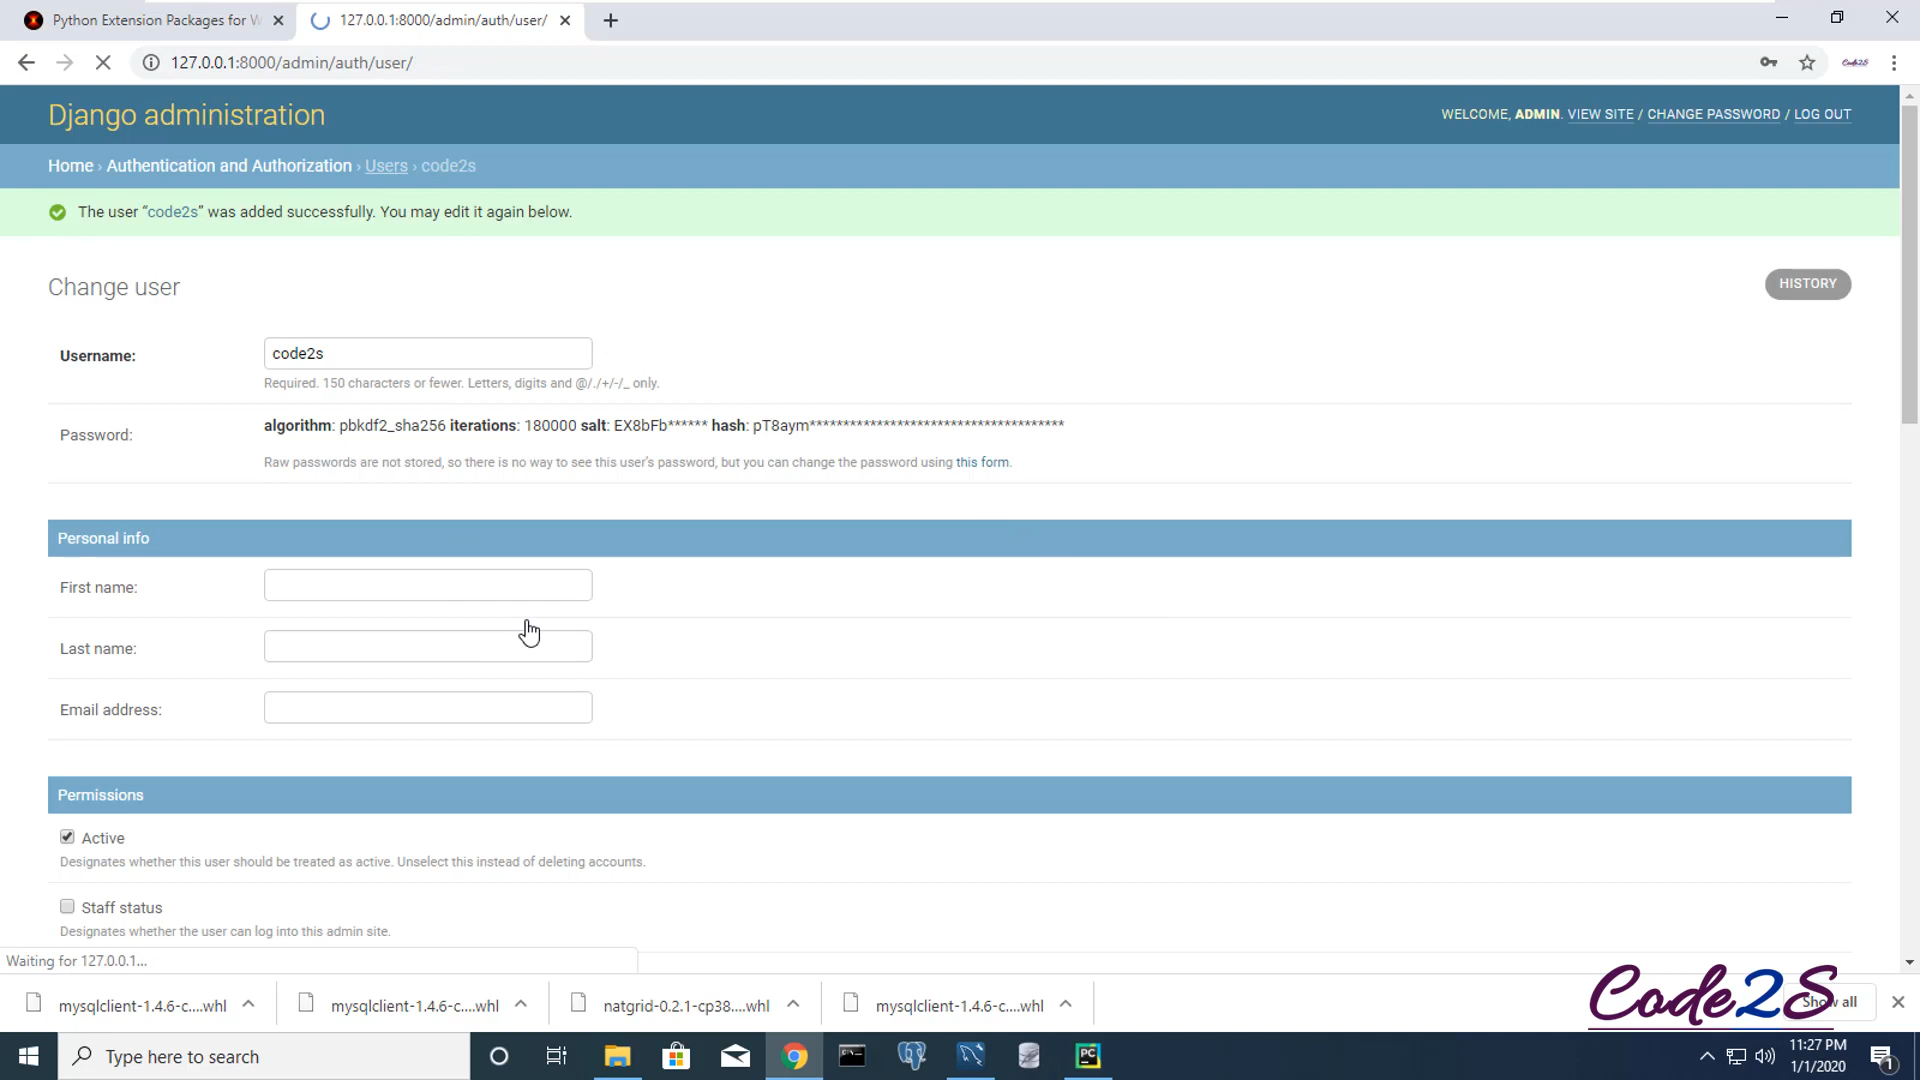 Python Extension Packages for W
127.0.0.1:8000/admin/auth/user/
127.0.0.1:8000/admin/auth/user/
Code2S
Django administration
WELCOME, ADMIN. VIEW SITE / CHANGE PASSWORD / LOG OUT
Home › Authentication and Authorization › Users › code2s
The user “code2s” was added successfully. You may edit it again below.
Change user
HISTORY
Username:
code2s
Required. 150 characters or fewer. Letters, digits and @/./+/-/_ only.
Password:
algorithm: pbkdf2_sha256 iterations: 180000 salt: EX8bFb****** hash: pT8aym**************************************
Raw passwords are not stored, so there is no way to see this user’s password, but you can change the password using this form.
Personal info
First name:
Last name:
Email address:
Permissions
Active
Designates whether this user should be treated as active. Unselect this instead of deleting accounts.
Staff status
Designates whether the user can log into this admin site.
Waiting for 127.0.0.1...
mysqlclient-1.4.6-c....whl
mysqlclient-1.4.6-c....whl
natgrid-0.2.1-cp38....whl
mysqlclient-1.4.6-c....whl
Show all
Code2S
Type here to search
PC
11:27 PM
1/1/2020
1